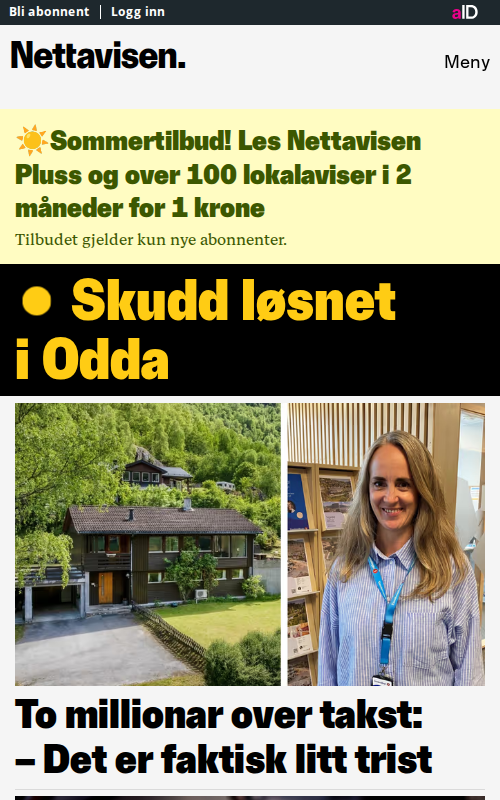 Bli abonnent | Logg inn
aID
Nettavisen.
Meny
☀️Sommertilbud! Les Nettavisen
Pluss og over 100 lokalaviser i 2
måneder for 1 krone
Tilbudet gjelder kun nye abonnenter.
Skudd løsnet
i Odda
To millionar over takst:
– Det er faktisk litt trist